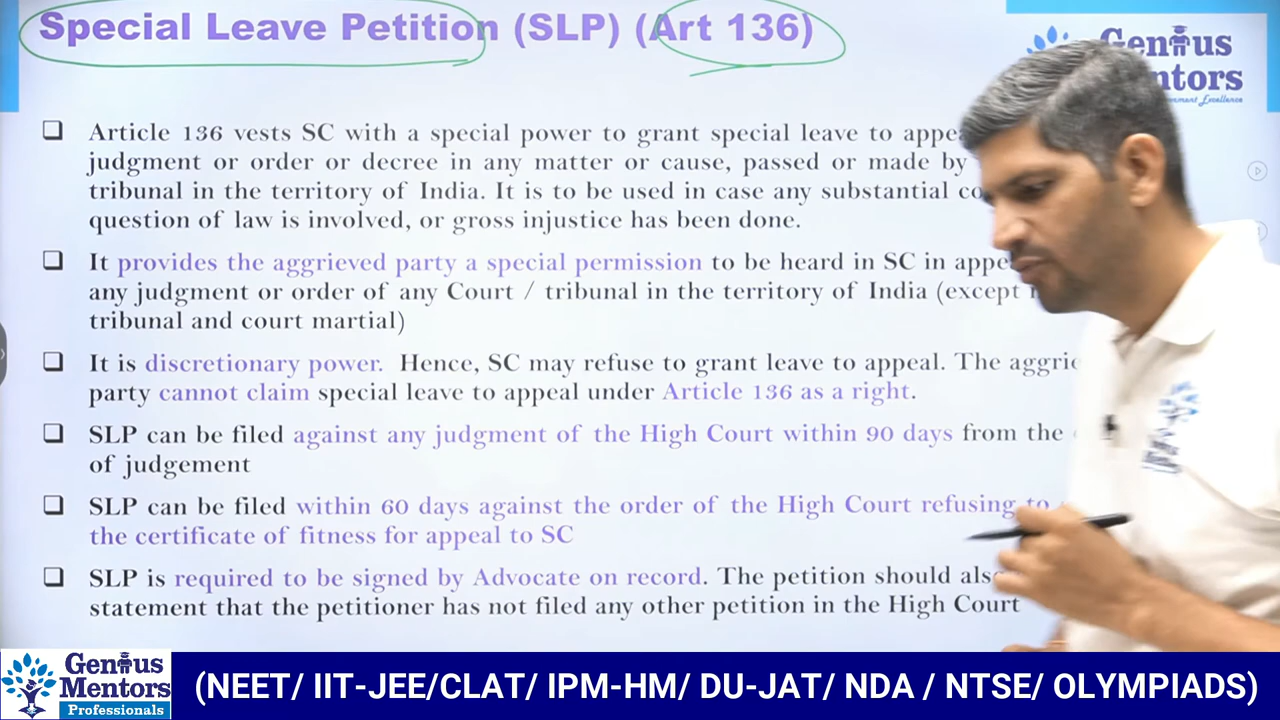 Special Leave Petition (SLP) (Art 136)
Genius
Mentors
❑ Article 136 vests SC with a special power to grant special leave to
judgment or order or decree in any matter or cause, passed or made by
tribunal in the territory of India. It is to be used in case any substantial
question of law is involved, or gross injustice has been done.
❑ It provides the aggrieved party a special permission to be heard in SC in
any judgment or order of any Court / tribunal in the territory of India (except
tribunal and court martial)
❑ It is discretionary power. Hence, SC may refuse to grant leave to appeal. The
party cannot claim special leave to appeal under Article 136 as a right.
❑ SLP can be filed against any judgment of the High Court within 90 days from the
of judgement
❑ SLP can be filed within 60 days against the order of the High Court refusing to
the certificate of fitness for appeal to SC
❑ SLP is required to be signed by Advocate on record. The petition should
statement that the petitioner has not filed any other petition in the High Court
Genius
Mentors
Professionals
(NEET/ IIT-JEE/CLAT/ IPM-HM/ DU-JAT/ NDA / NTSE/ OLYMPIADS)